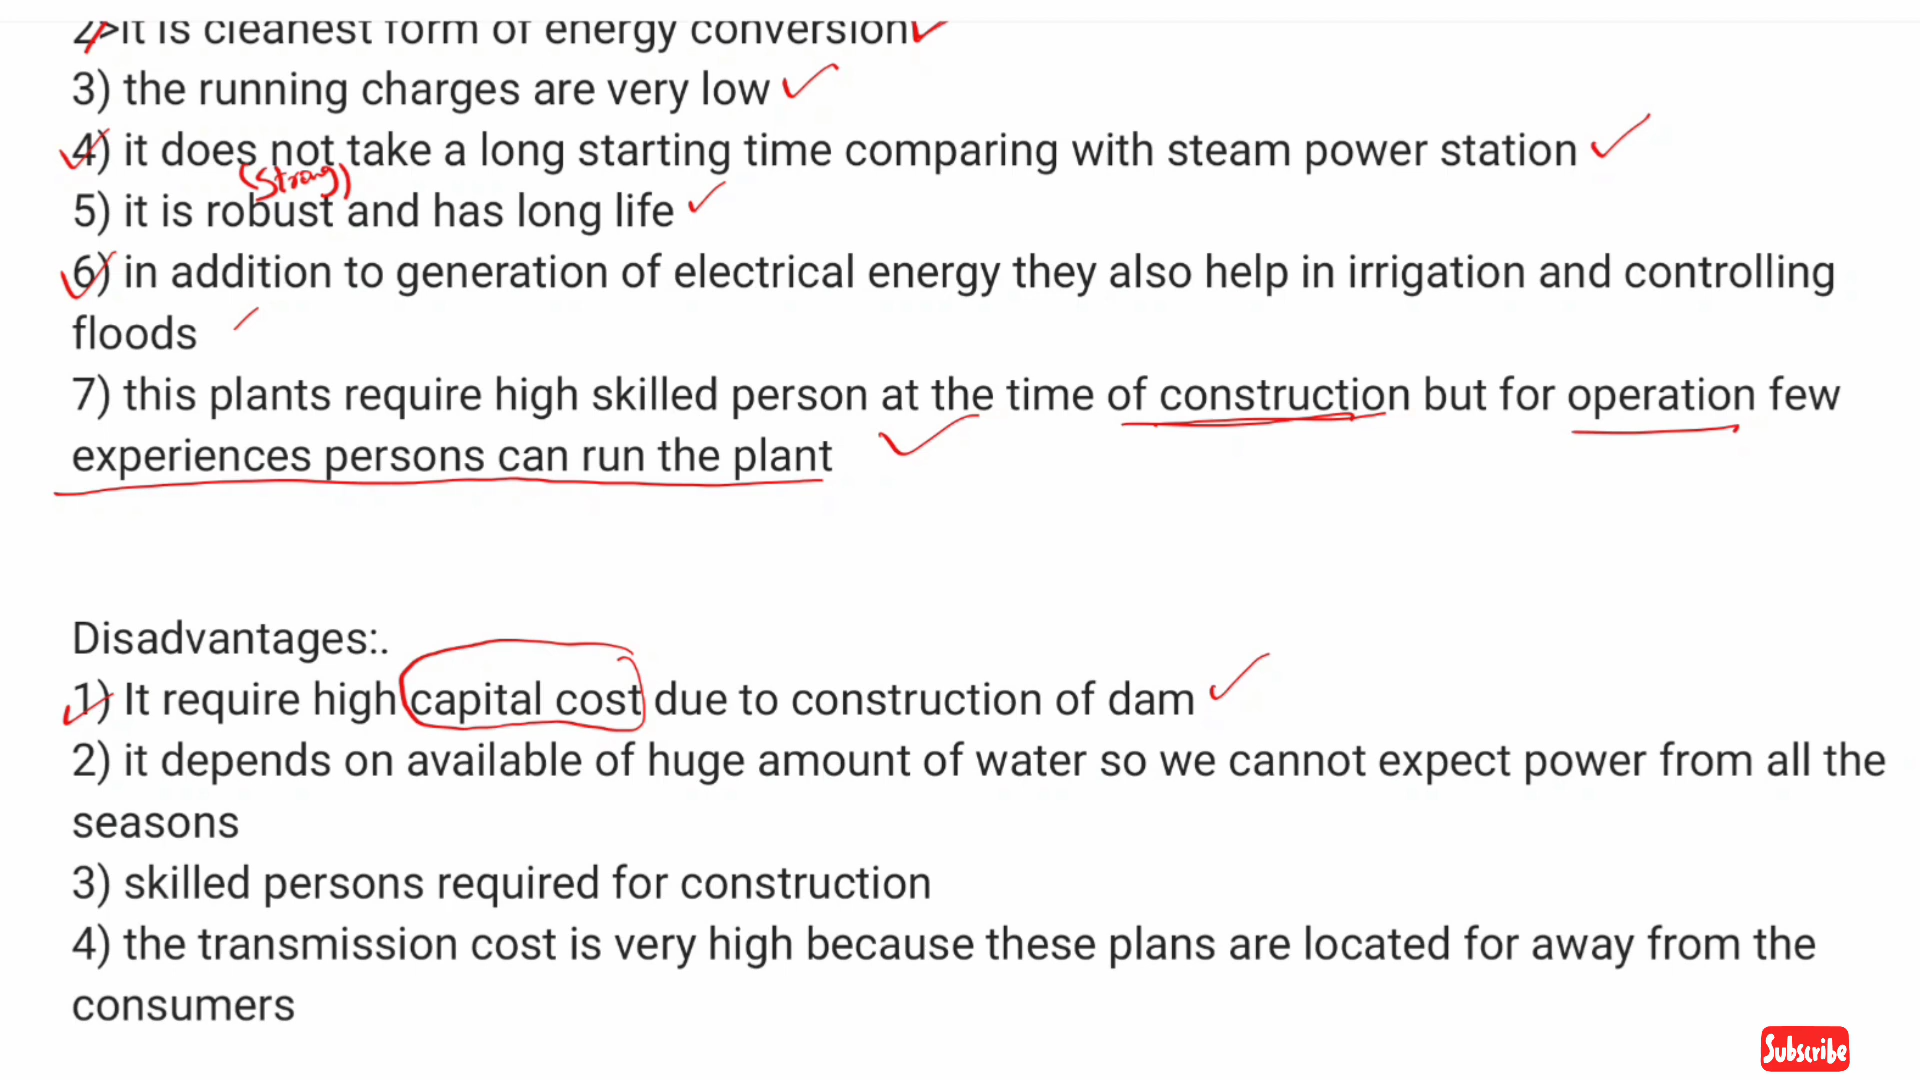 2) it is cleanest form of energy conversion
3) the running charges are very low
4) it does not take a long starting time comparing with steam power station
(Strong)
5) it is robust and has long life
6) in addition to generation of electrical energy they also help in irrigation and controlling
floods
7) this plants require high skilled person at the time of construction but for operation few
experiences persons can run the plant
Disadvantages:.
1) It require high capital cost due to construction of dam
2) it depends on available of huge amount of water so we cannot expect power from all the
seasons
3) skilled persons required for construction
4) the transmission cost is very high because these plans are located for away from the
consumers
Subscribe